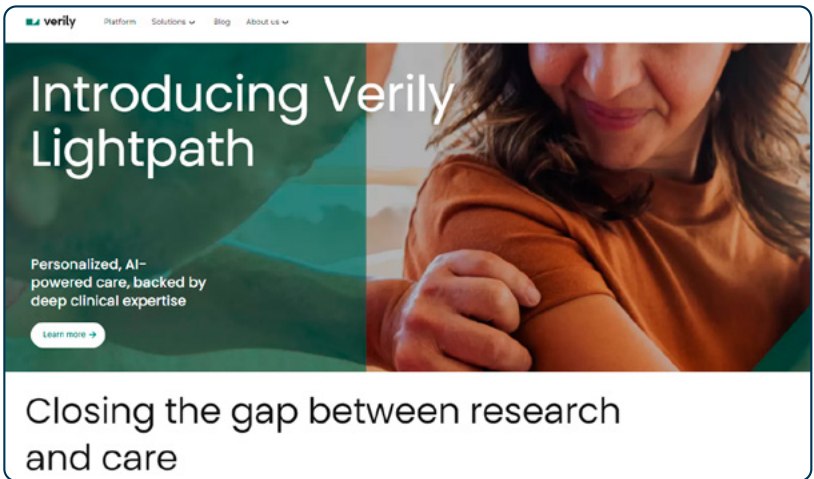 verily Platform Solutions Blog About us
Introducing Verily
Lightpath
Personalized, AI-
powered care, backed by
deep clinical expertise
Learn more →
Closing the gap between research
and care